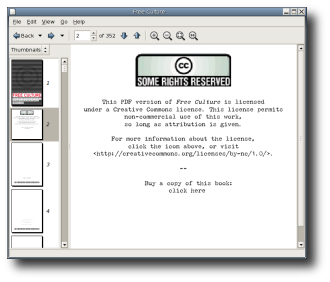 Free Culture
File Edit View Go Help
Back 2 of 352
Thumbnails
1
2
3
4
cc
SOME RIGHTS RESERVED
This PDF version of Free Culture is licensed
under a Creative Commons license. This license permits
non-commercial use of this work,
so long as attribution is given.
For more information about the license,
click the icon above, or visit
<http://creativecommons.org/licenses/by-nc/1.0/>.
--
Buy a copy of this book:
click here